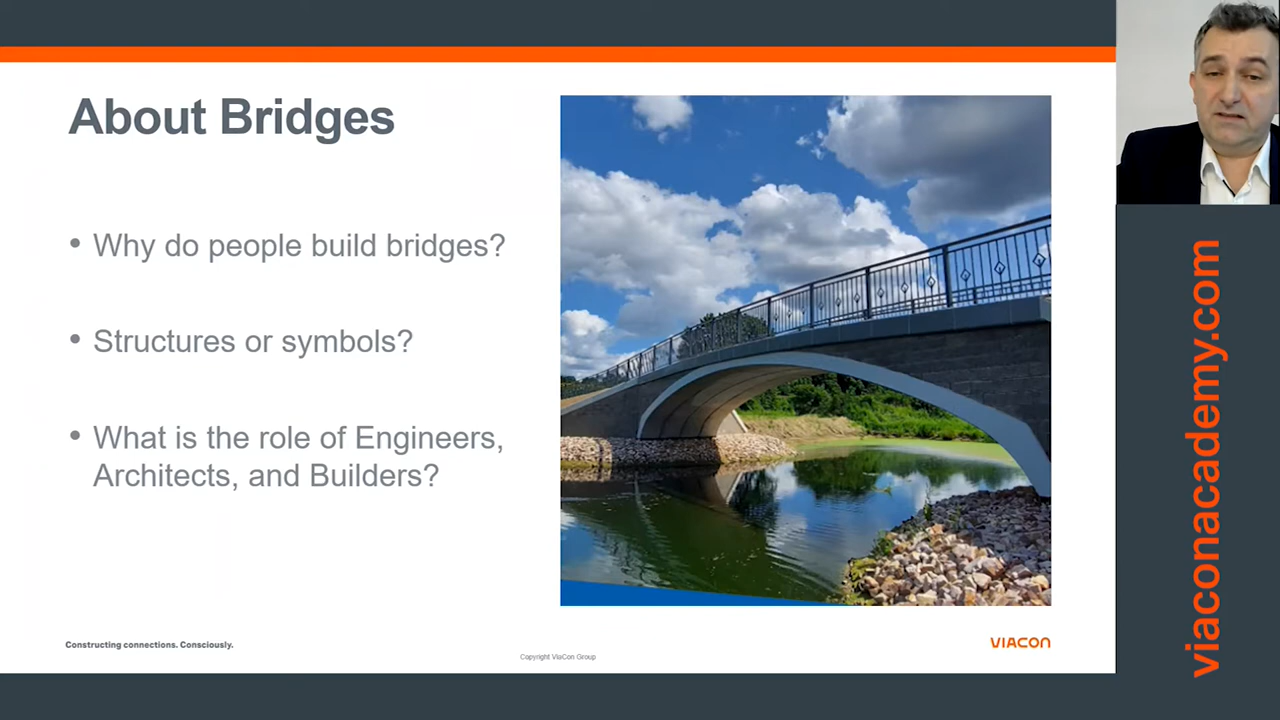 About Bridges
• Why do people build bridges?
• Structures or symbols?
• What is the role of Engineers,
Architects, and Builders?
Constructing connections. Consciously.
Copyright ViaCon Group
VIACON
viaconacademy.com